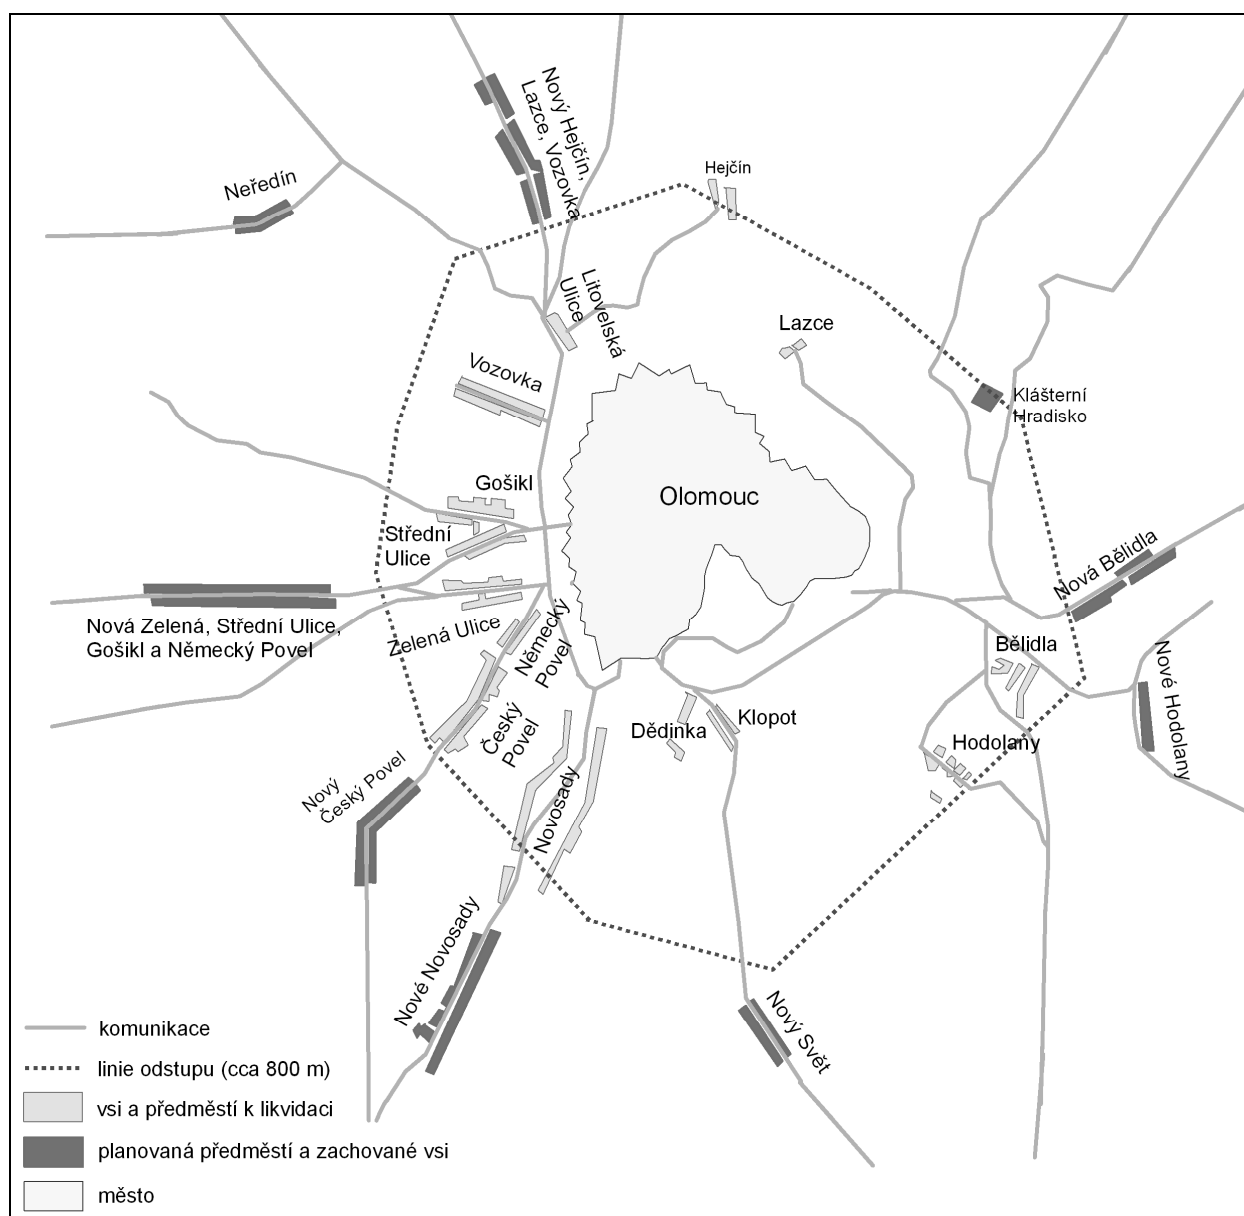 Nový Hejčín,
Lazce, Vozovka
Hejčín
Neředín
Litovelská
Ulice
Lazce
Vozovka
Klášterní
Hradisko
Gošikl
Olomouc
Střední
Ulice
Nová Bělidla
Nová Zelená, Střední Ulice,
Gošikl a Německý Povel
Zelená Ulice
Německý
Povel
Bělidla
Nové Hodolany
Český
Povel
Dědinka
Klopot
Hodolany
Nový
Český Povel
Novosady
Nové Novosady
Nový Svět
komunikace
linie odstupu (cca 800 m)
vsi a předměstí k likvidaci
planovaná předměstí a zachované vsi
město